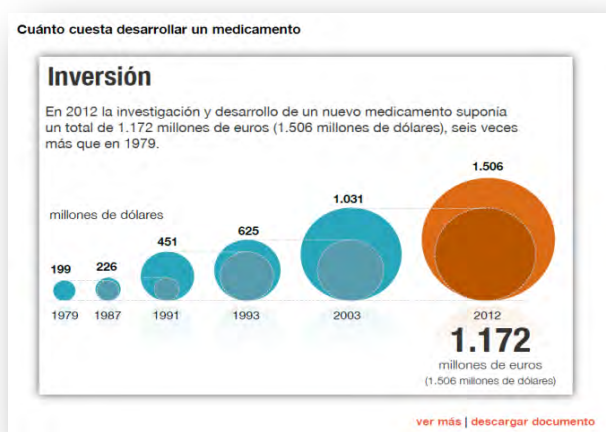 Cuánto cuesta desarrollar un medicamento
Inversión
En 2012 la investigación y desarrollo de un nuevo medicamento suponía
un total de 1.172 millones de euros (1.506 millones de dólares), seis veces
más que en 1979.
millones de dólares
199
226
451
625
1.031
1.506
1979
1987
1991
1993
2003
2012
1.172
millones de euros
(1.506 millones de dólares)
ver más | descargar documento